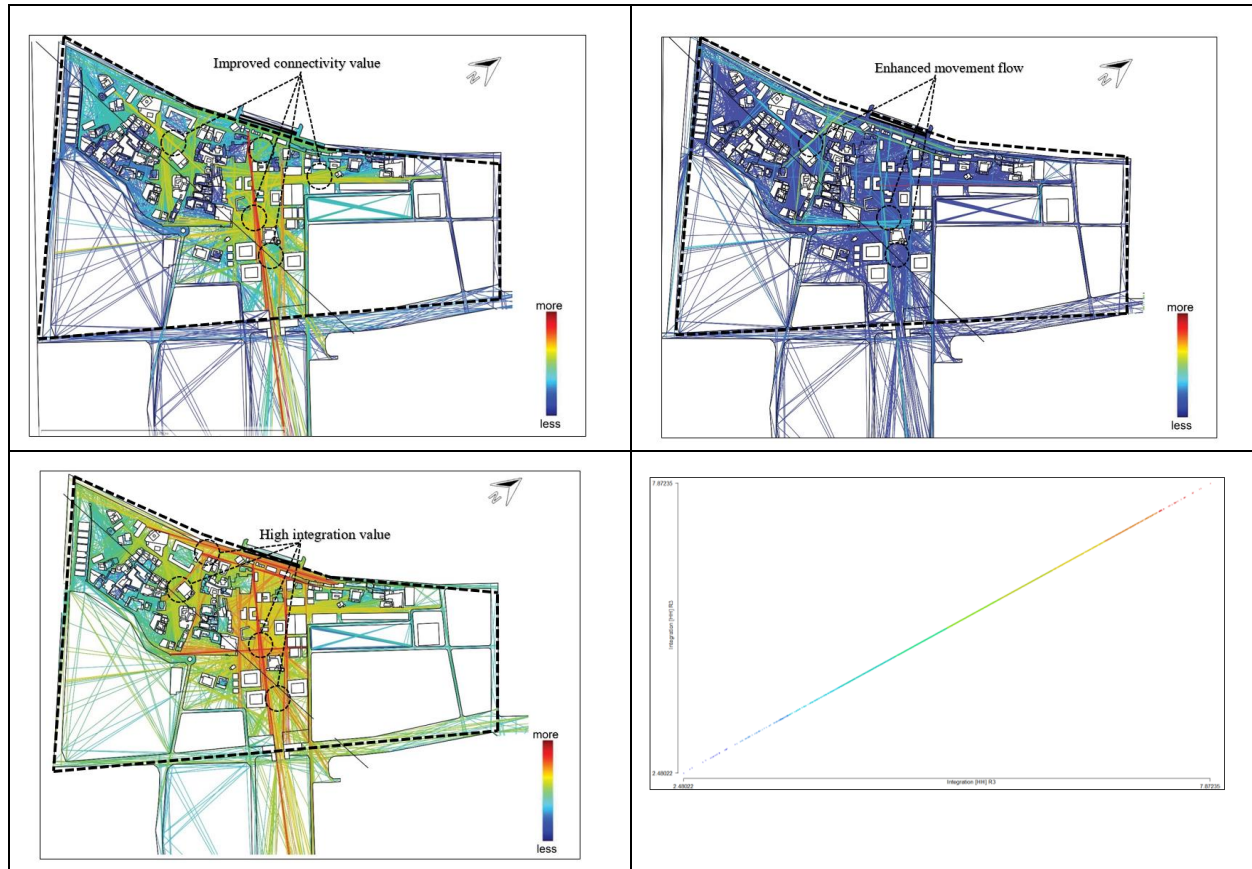 Improved connectivity value
N
more
less
Enhanced movement flow
N
more
less
High integration value
N
more
less
7.87235
Integration [HH] R3
2.48022
2.48022
Integration [HH] R3
7.87235